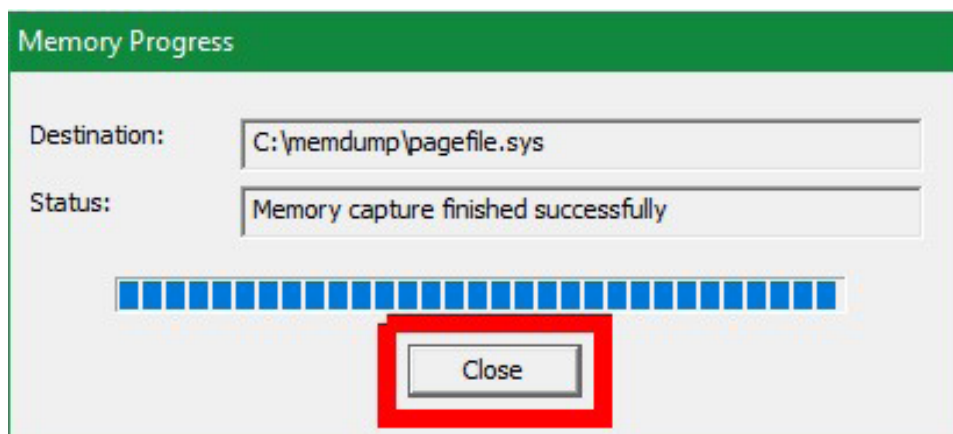 Memory Progress
Destination: C:\memdump\pagefile.sys
Status: Memory capture finished successfully
Close